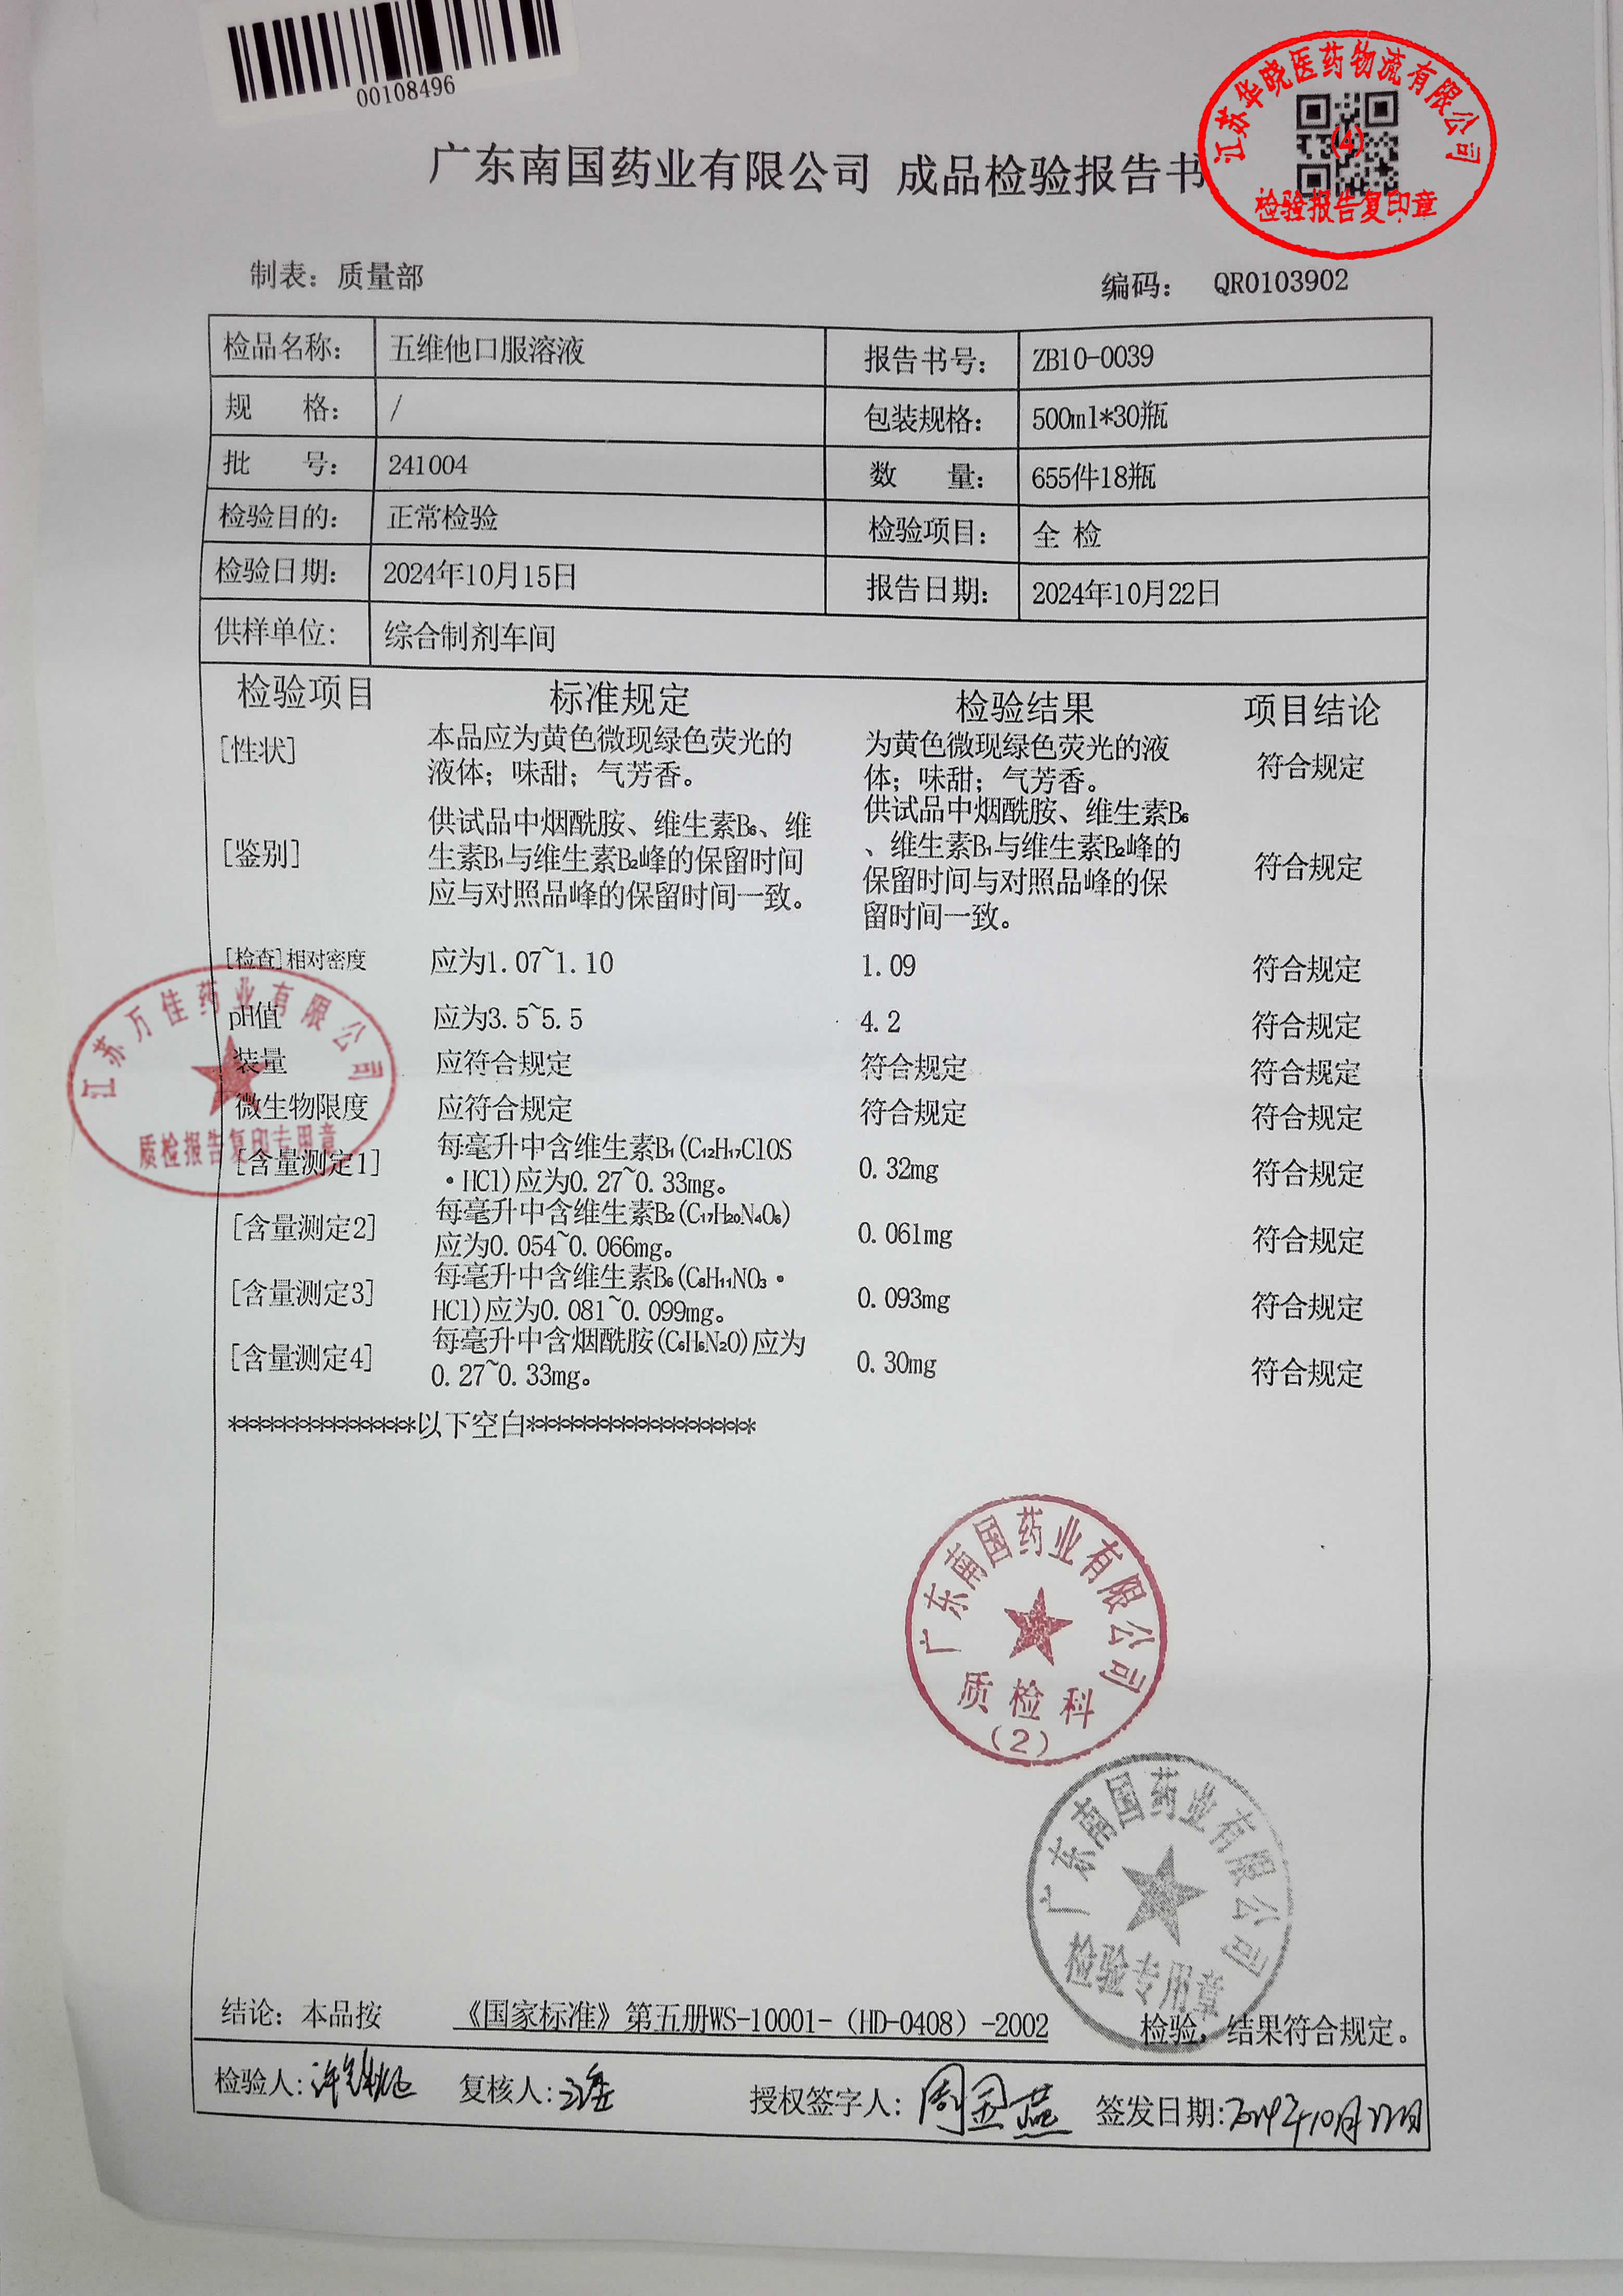 00108496
江苏华晓医药物流有限公司
(4)
检验报告复印章
广东南国药业有限公司 成品检验报告书
制表：质量部 编码： QR0103902
检品名称： 五维他口服溶液 报告书号： ZB10-0039
规 格： / 包装规格： 500ml*30瓶
批 号： 241004 数 量： 655件18瓶
检验目的： 正常检验 检验项目： 全 检
检验日期： 2024年10月15日 报告日期： 2024年10月22日
供样单位： 综合制剂车间
检验项目 标准规定 检验结果 项目结论
[性状] 本品应为黄色微现绿色荧光的 为黄色微现绿色荧光的液 符合规定
液体；味甜；气芳香。 体；味甜；气芳香。
[鉴别] 供试品中烟酰胺、维生素B₆、维 供试品中烟酰胺、维生素B₆ 符合规定
生素B₁与维生素B₂峰的保留时间 、维生素B₁与维生素B₂峰的
应与对照品峰的保留时间一致。 保留时间与对照品峰的保
留时间一致。
[检查]相对密度 应为1.07~1.10 1.09 符合规定
pH值 应为3.5~5.5 4.2 符合规定
装量 应符合规定 符合规定 符合规定
微生物限度 应符合规定 符合规定 符合规定
[含量测定1] 每毫升中含维生素B₁(C₁₂H₁₇ClOS 0.32mg 符合规定
·HCl)应为0.27~0.33mg。
[含量测定2] 每毫升中含维生素B₂(C₁₇H₂₀N₄O₆) 0.061mg 符合规定
应为0.054~0.066mg。
[含量测定3] 每毫升中含维生素B₆(C₈H₁₁NO₃· 0.093mg 符合规定
HCl)应为0.081~0.099mg。
[含量测定4] 每毫升中含烟酰胺(C₆H₆N₂O)应为 0.30mg 符合规定
0.27~0.33mg。
江苏万佳药业有限公司
质检报告复印专用章
***************以下空白******************
广东南国药业有限公司
质检科
(2)
广东南国药业有限公司
检验专用章
结论：本品按 《国家标准》第五册WS-10001-（HD-0408）-2002 检验，结果符合规定。
检验人: 复核人: 授权签字人: 周玉燕 签发日期:2024年10月22日